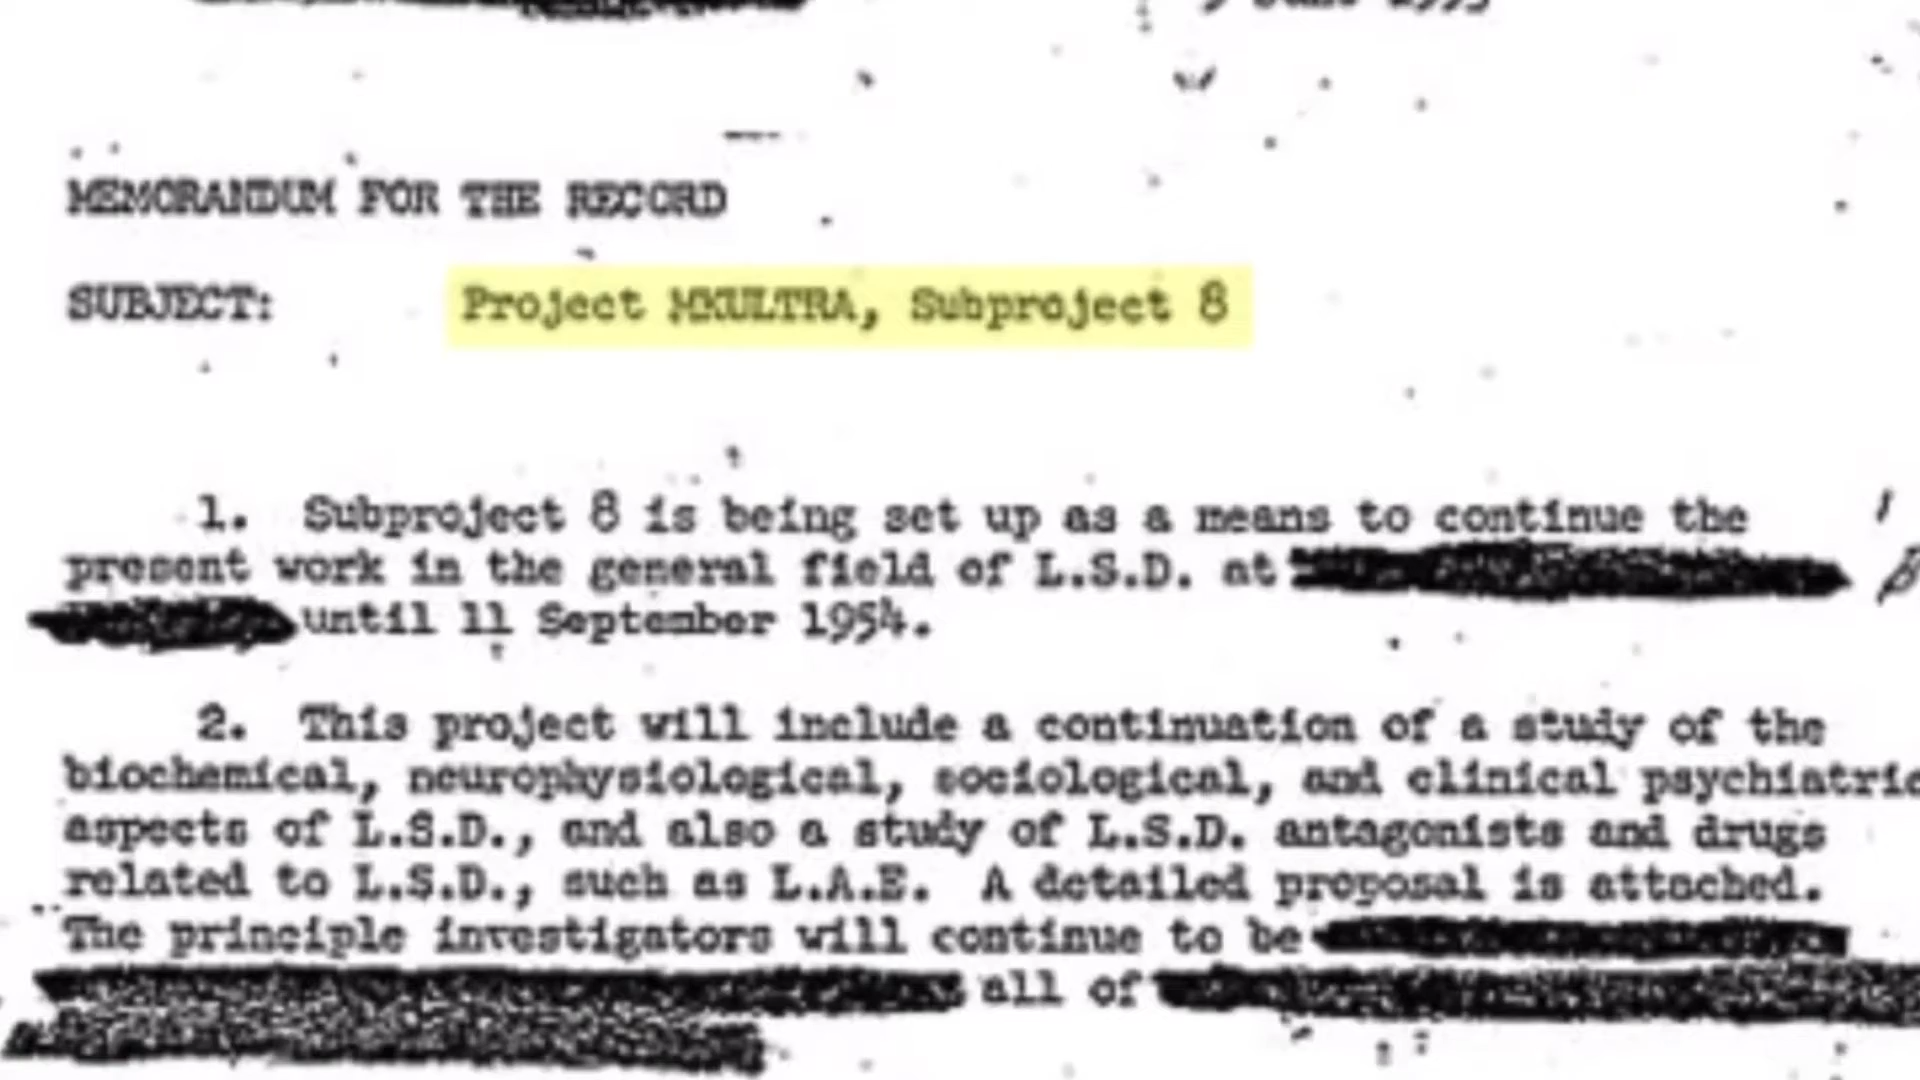 MEMORANDUM FOR THE RECORD
SUBJECT: Project MKULTRA, Subproject 8
1. Subproject 8 is being set up as a means to continue the
present work in the general field of L.S.D. at
until 11 September 1954.
2. This project will include a continuation of a study of the
biochemical, neurophysiological, sociological, and clinical psychiatric
aspects of L.S.D., and also a study of L.S.D. antagonists and drugs
related to L.S.D., such as L.A.E. A detailed proposal is attached.
The principle investigators will continue to be
all of